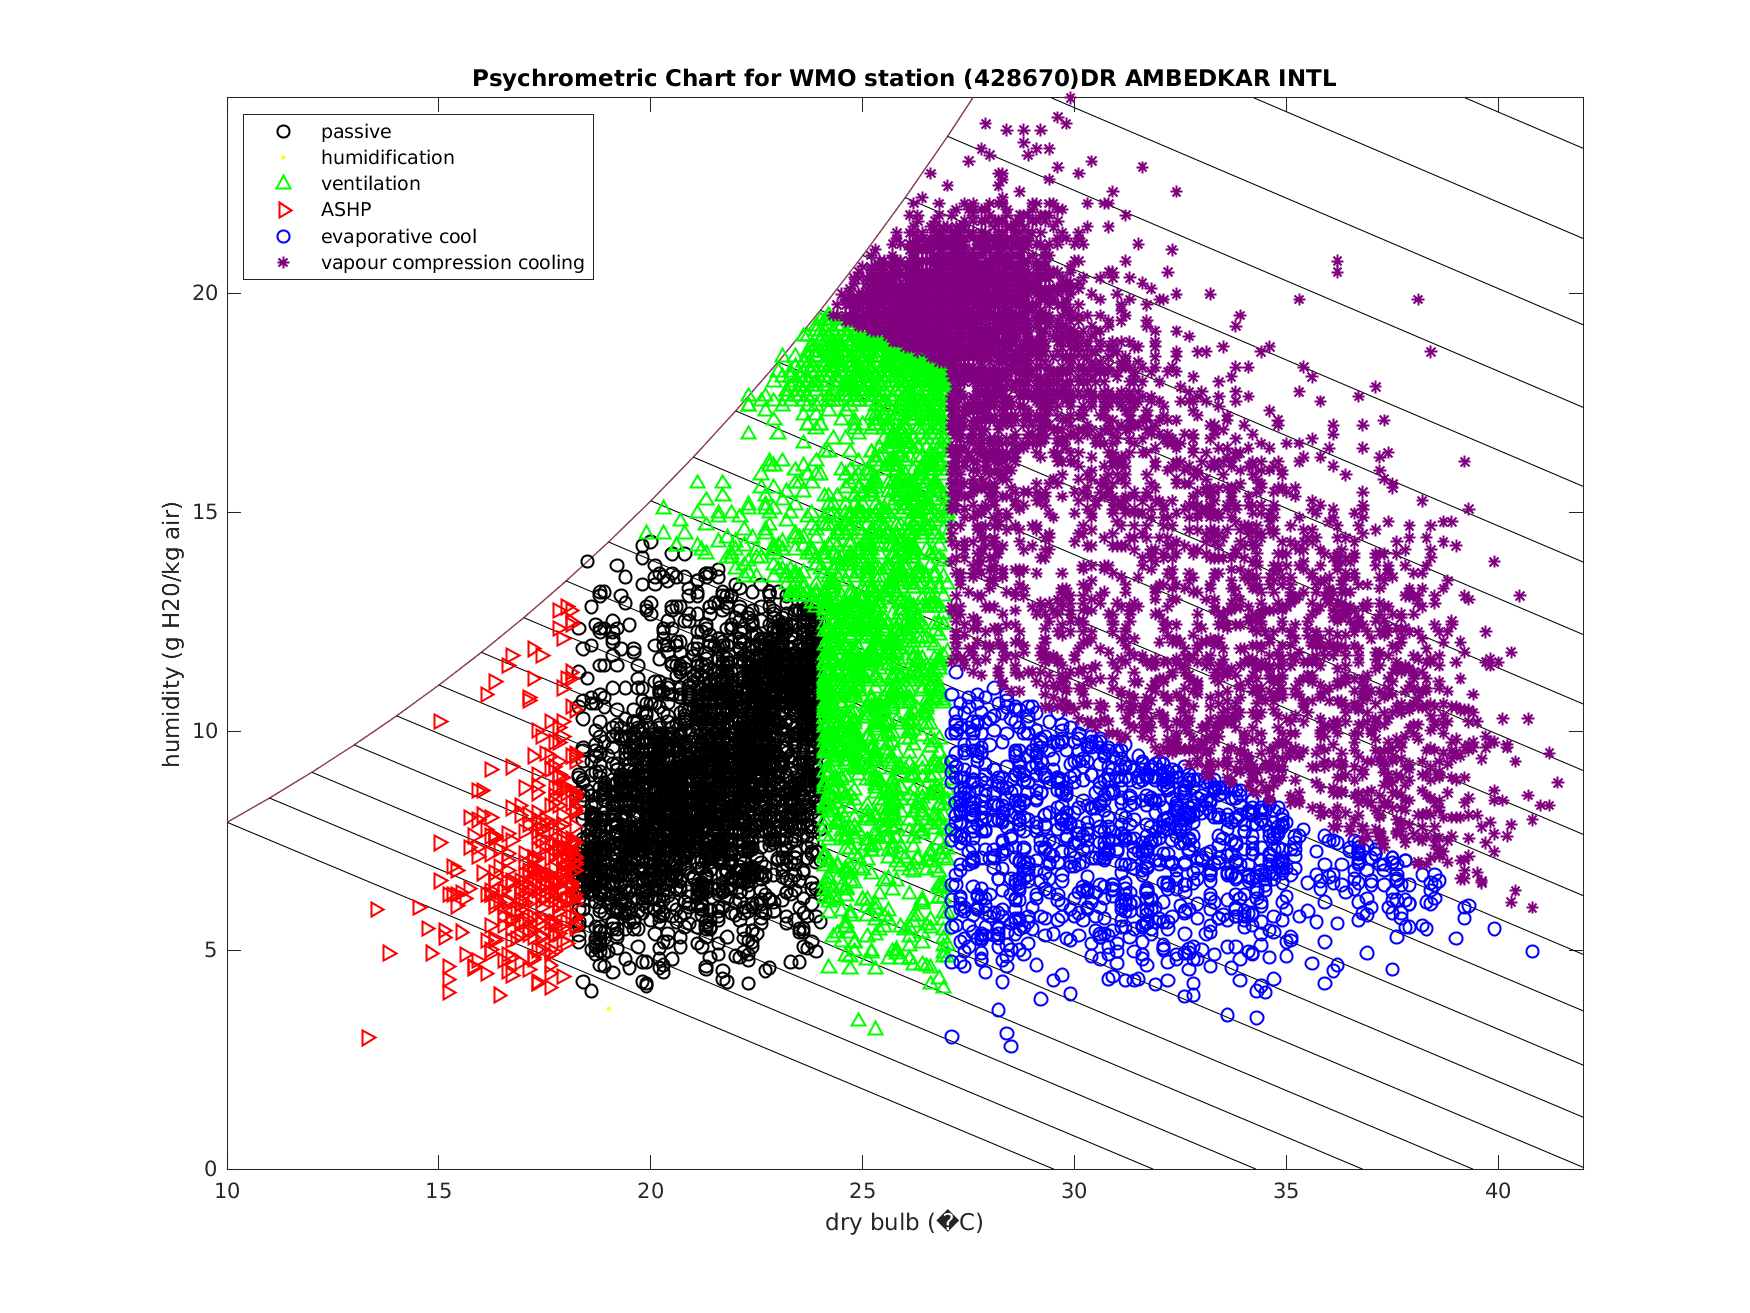 Psychrometric Chart for WMO station (428670)DR AMBEDKAR INTL
passive
humidification
ventilation
ASHP
evaporative cool
vapour compression cooling
humidity (g H20/kg air)
20
15
10
5
0
10 15 20 25 30 35 40
dry bulb (�C)